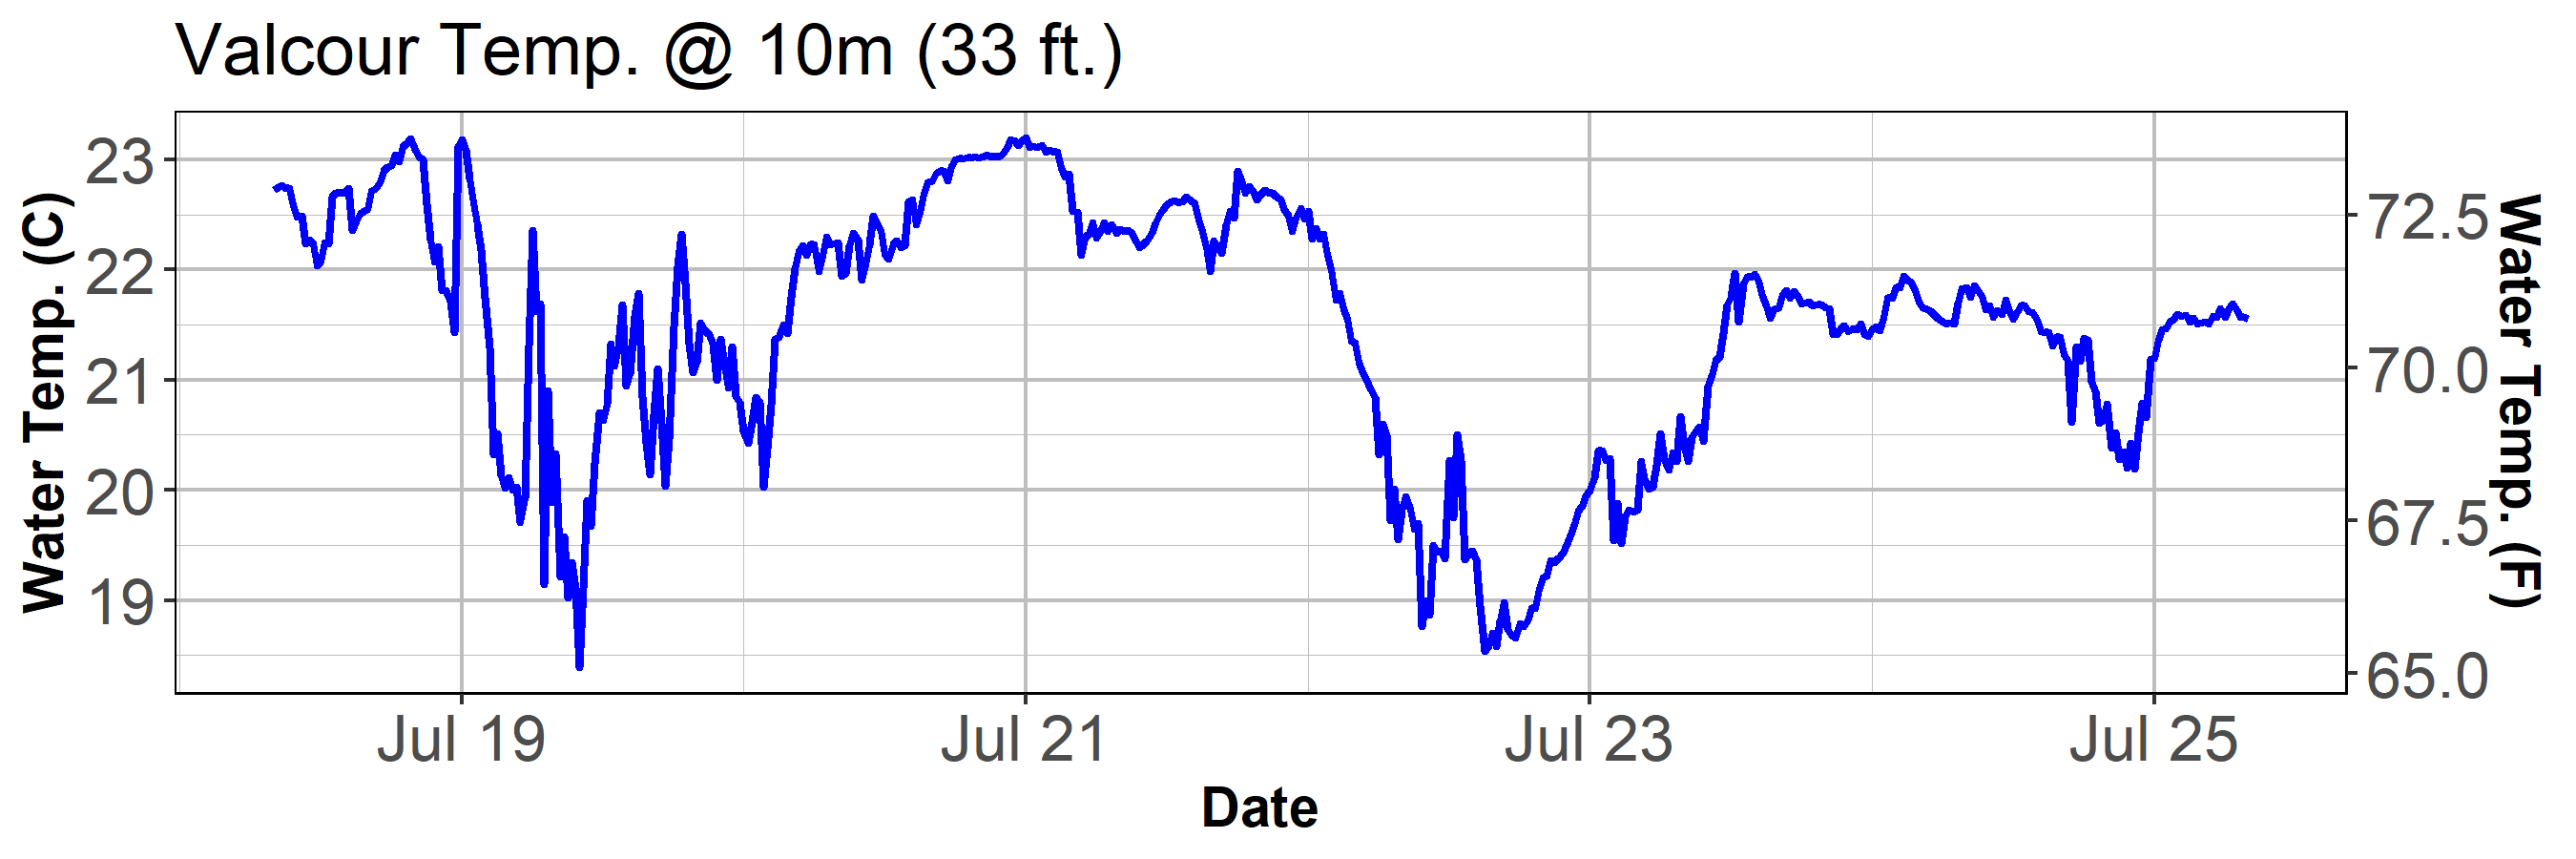 Valcour Temp. @ 10m (33 ft.)
Water Temp. (C)
23
22
21
20
19
72.5
70.0
67.5
65.0
Water Temp. (F)
Jul 19 Jul 21 Jul 23 Jul 25
Date